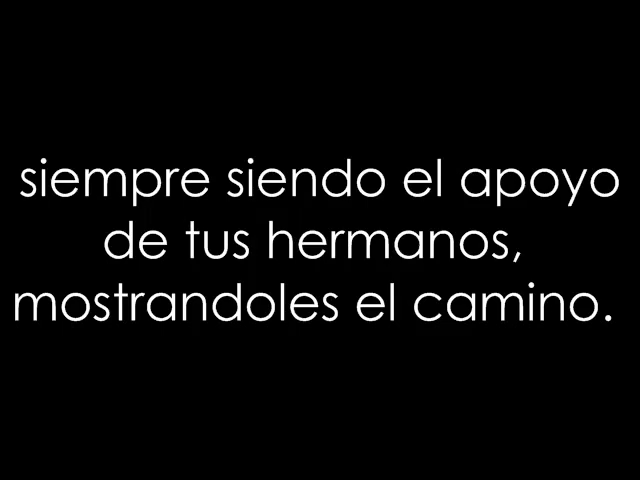 siempre siendo el apoyo
de tus hermanos,
mostrandoles el camino.